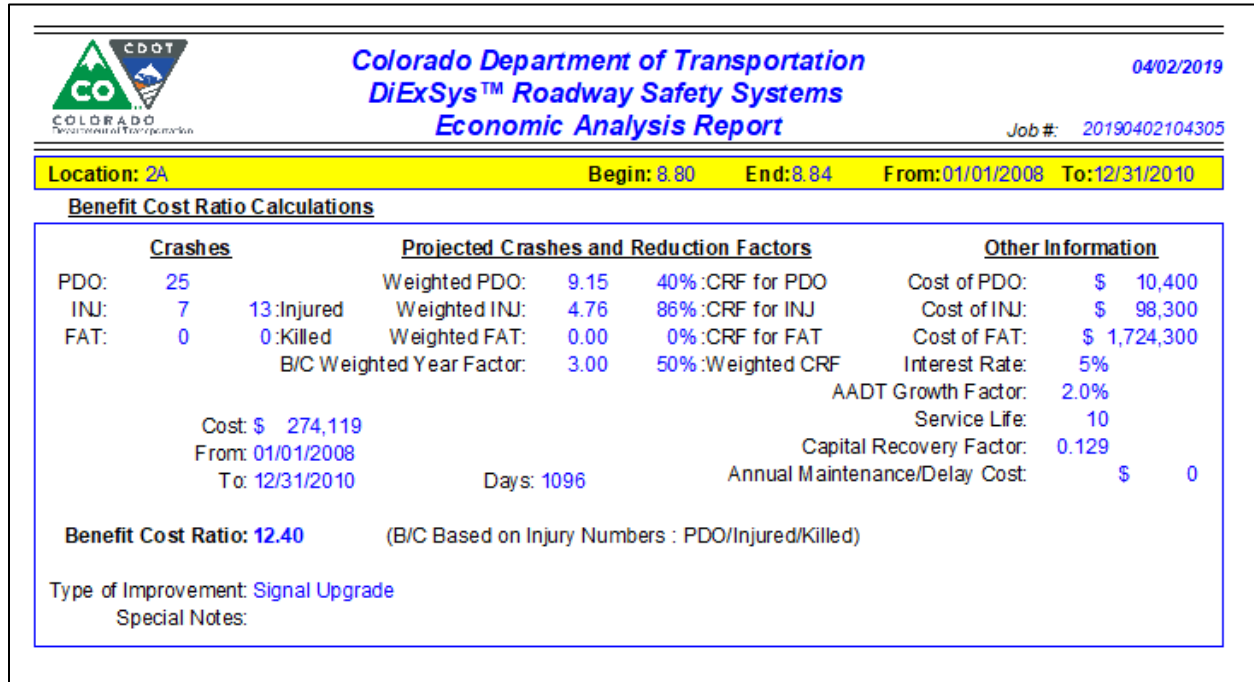 CDOT
CO
COLORADO
Department of Transportation
Colorado Department of Transportation
DiExSys™ Roadway Safety Systems
Economic Analysis Report
04/02/2019
Job #: 20190402104305
Location: 2A Begin: 8.80 End:8.84 From:01/01/2008 To:12/31/2010
Benefit Cost Ratio Calculations
Crashes Projected Crashes and Reduction Factors Other Information
PDO: 25 Weighted PDO: 9.15 40% :CRF for PDO Cost of PDO: $ 10,400
INJ: 7 13 :Injured Weighted INJ: 4.76 86% :CRF for INJ Cost of INJ: $ 98,300
FAT: 0 0 :Killed Weighted FAT: 0.00 0% :CRF for FAT Cost of FAT: $ 1,724,300
B/C Weighted Year Factor: 3.00 50% :Weighted CRF Interest Rate: 5%
AADT Growth Factor: 2.0%
Cost: $ 274,119 Service Life: 10
From: 01/01/2008 Capital Recovery Factor: 0.129
To: 12/31/2010 Days: 1096 Annual Maintenance/Delay Cost: $ 0
Benefit Cost Ratio: 12.40 (B/C Based on Injury Numbers : PDO/Injured/Killed)
Type of Improvement: Signal Upgrade
Special Notes: